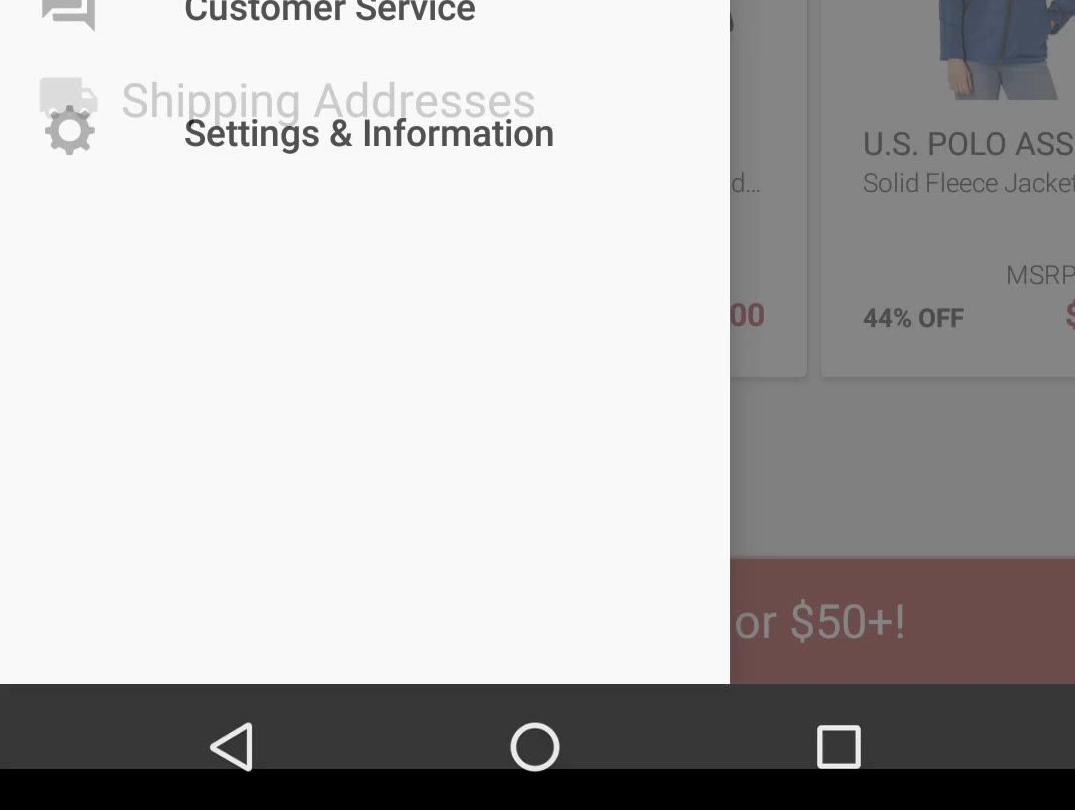 Customer Service
Shipping Addresses
Settings & Information
d...
00
U.S. POLO ASS
Solid Fleece Jacket
MSRP
44% OFF
$
or $50+!